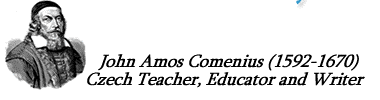 John Amos Comenius (1592-1670)
Czech Teacher, Educator and Writer